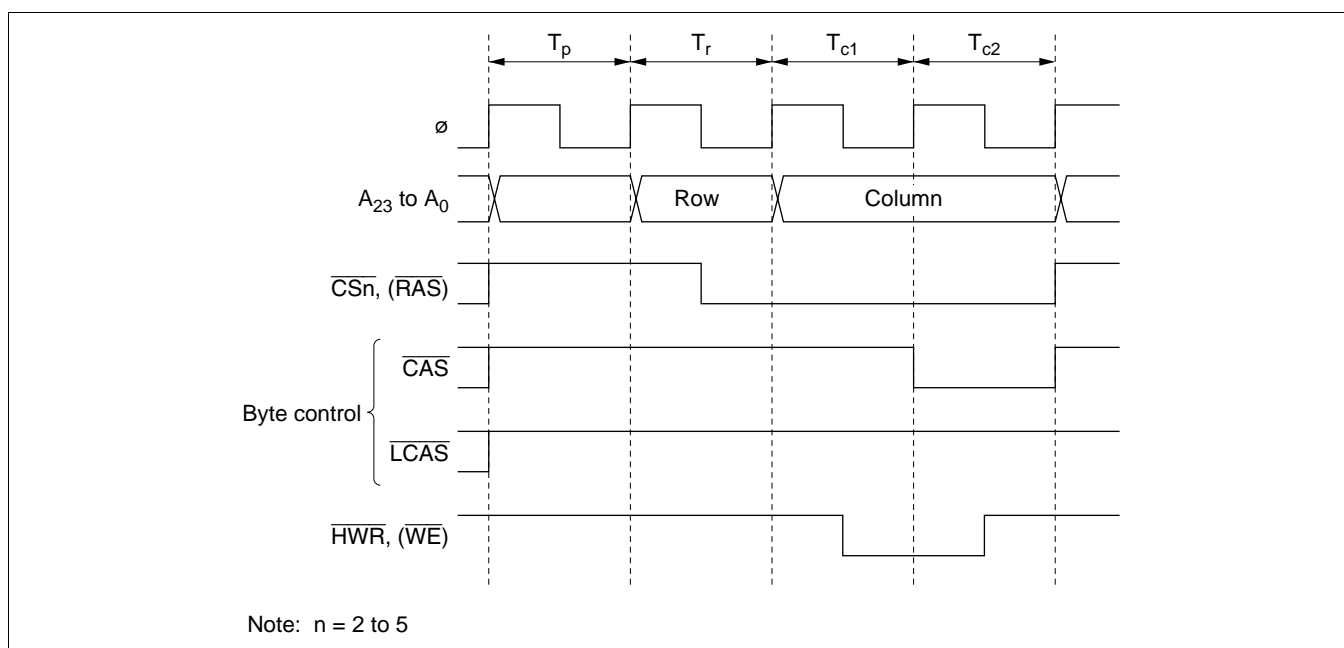 Tp Tr Tc1 Tc2
ø
A23 to A0 Row Column
CSn, (RAS)
CAS
Byte control
LCAS
HWR, (WE)
Note: n = 2 to 5